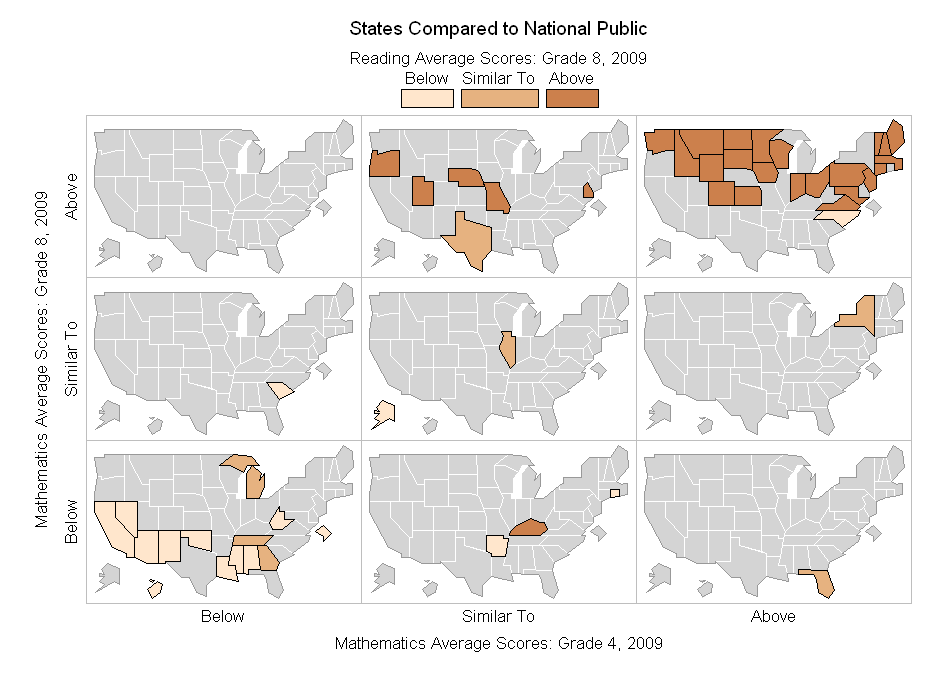 States Compared to National Public
Reading Average Scores: Grade 8, 2009
Below Similar To Above
Mathematics Average Scores: Grade 8, 2009
Above
Similar To
Below
Below Similar To Above
Mathematics Average Scores: Grade 4, 2009